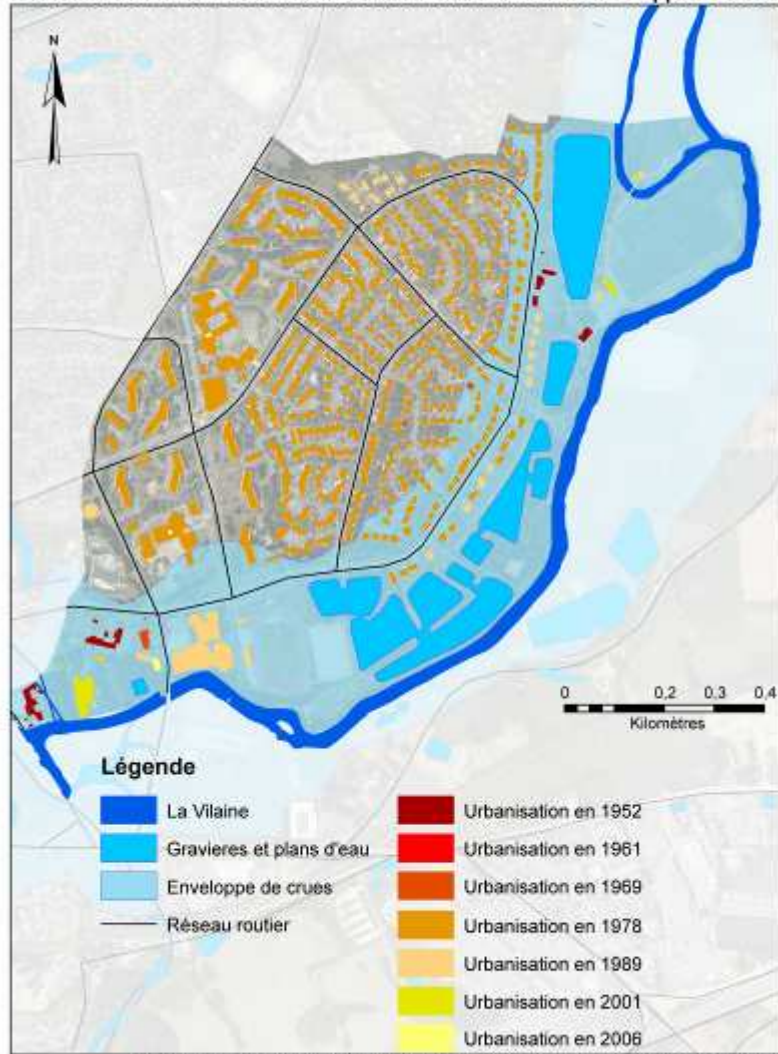 N
0 0,2 0,4
Kilomètres
Légende
La Vilaine
Gravieres et plans d'eau
Enveloppe de crues
Réseau routier
Urbanisation en 1952
Urbanisation en 1961
Urbanisation en 1969
Urbanisation en 1978
Urbanisation en 1989
Urbanisation en 2001
Urbanisation en 2006